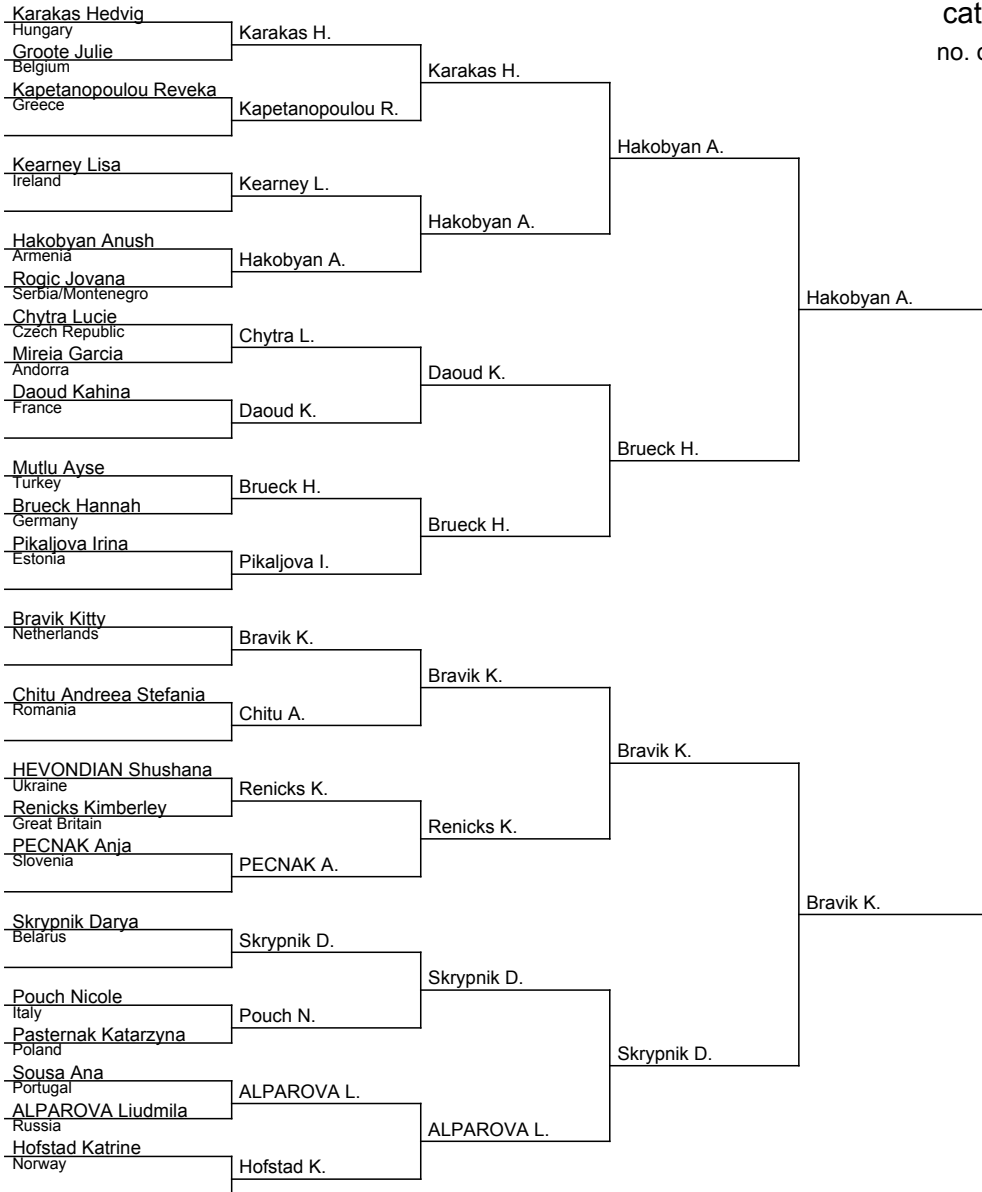 Karakas Hedvig
Hungary
Groote Julie
Belgium
Kapetanopoulou Reveka
Greece
Kearney Lisa
Ireland
Hakobyan Anush
Armenia
Rogic Jovana
Serbia/Montenegro
Chytra Lucie
Czech Republic
Mireia Garcia
Andorra
Daoud Kahina
France
Mutlu Ayse
Turkey
Brueck Hannah
Germany
Pikaljova Irina
Estonia
Bravik Kitty
Netherlands
Chitu Andreea Stefania
Romania
HEVONDIAN Shushana
Ukraine
Renicks Kimberley
Great Britain
PECNAK Anja
Slovenia
Skrypnik Darya
Belarus
Pouch Nicole
Italy
Pasternak Katarzyna
Poland
Sousa Ana
Portugal
ALPAROVA Liudmila
Russia
Hofstad Katrine
Norway
Karakas H.
Kapetanopoulou R.
Kearney L.
Hakobyan A.
Chytra L.
Daoud K.
Brueck H.
Pikaljova I.
Bravik K.
Chitu A.
Renicks K.
PECNAK A.
Skrypnik D.
Pouch N.
ALPAROVA L.
Hofstad K.
Karakas H.
Hakobyan A.
Daoud K.
Brueck H.
Bravik K.
Renicks K.
Skrypnik D.
ALPAROVA L.
Hakobyan A.
Brueck H.
Bravik K.
Skrypnik D.
Hakobyan A.
Bravik K.
cat
no.